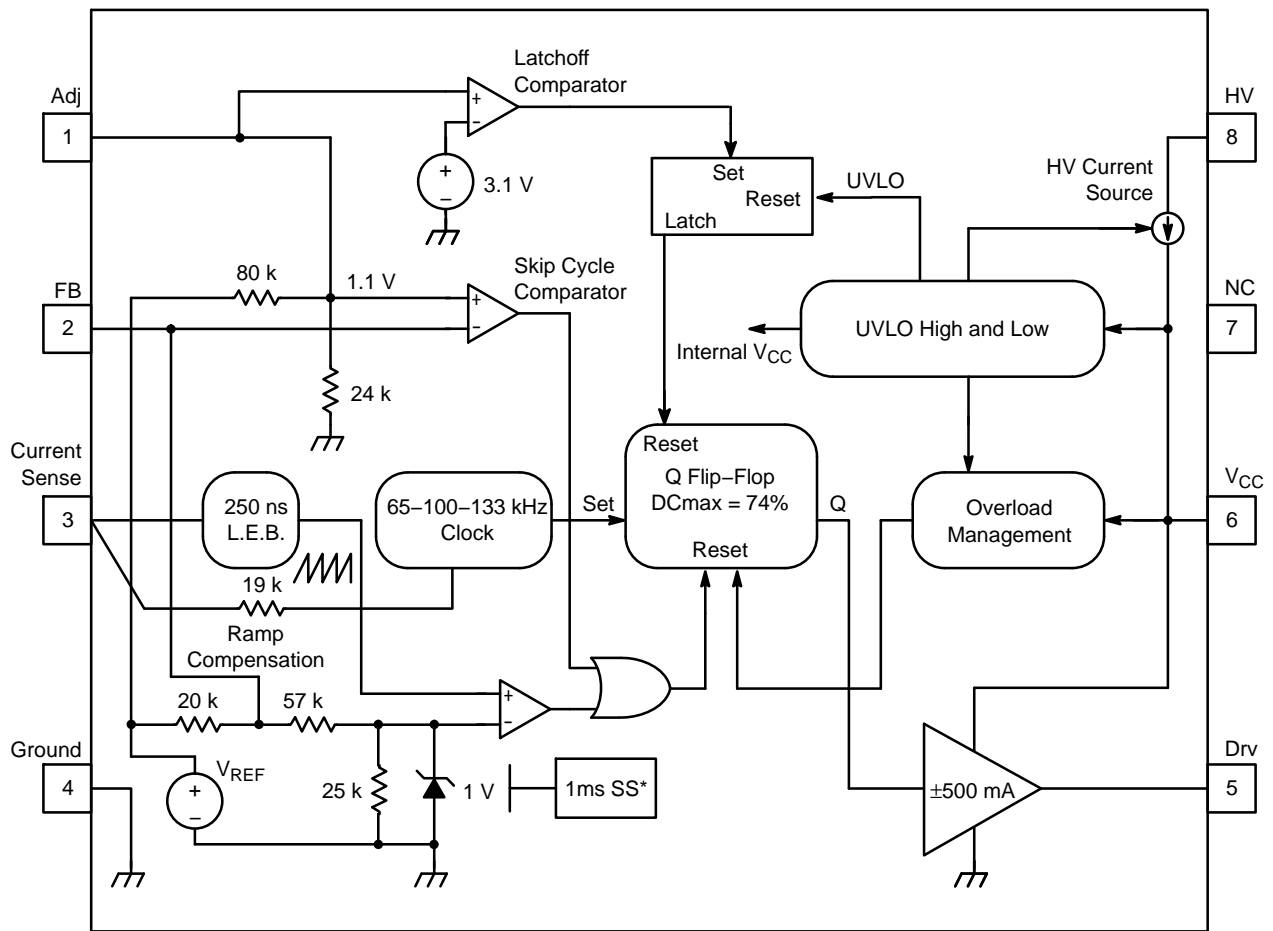 Latchoff
Comparator
Adj
1
+
−
+
−
3.1 V
Set
Reset
Latch
UVLO
HV
8
HV Current
Source
80 k
1.1 V
Skip Cycle
Comparator
+
−
FB
2
24 k
Internal VCC
UVLO High and Low
NC
7
Current
Sense
3
250 ns
L.E.B.
65−100−133 kHz
Clock
Set
Reset
Q Flip−Flop
DCmax = 74%
Reset
Q
Overload
Management
VCC
6
19 k
Ramp
Compensation
20 k
57 k
+
−
Ground
4
VREF
+
−
25 k
1 V
1ms SS*
±500 mA
Drv
5